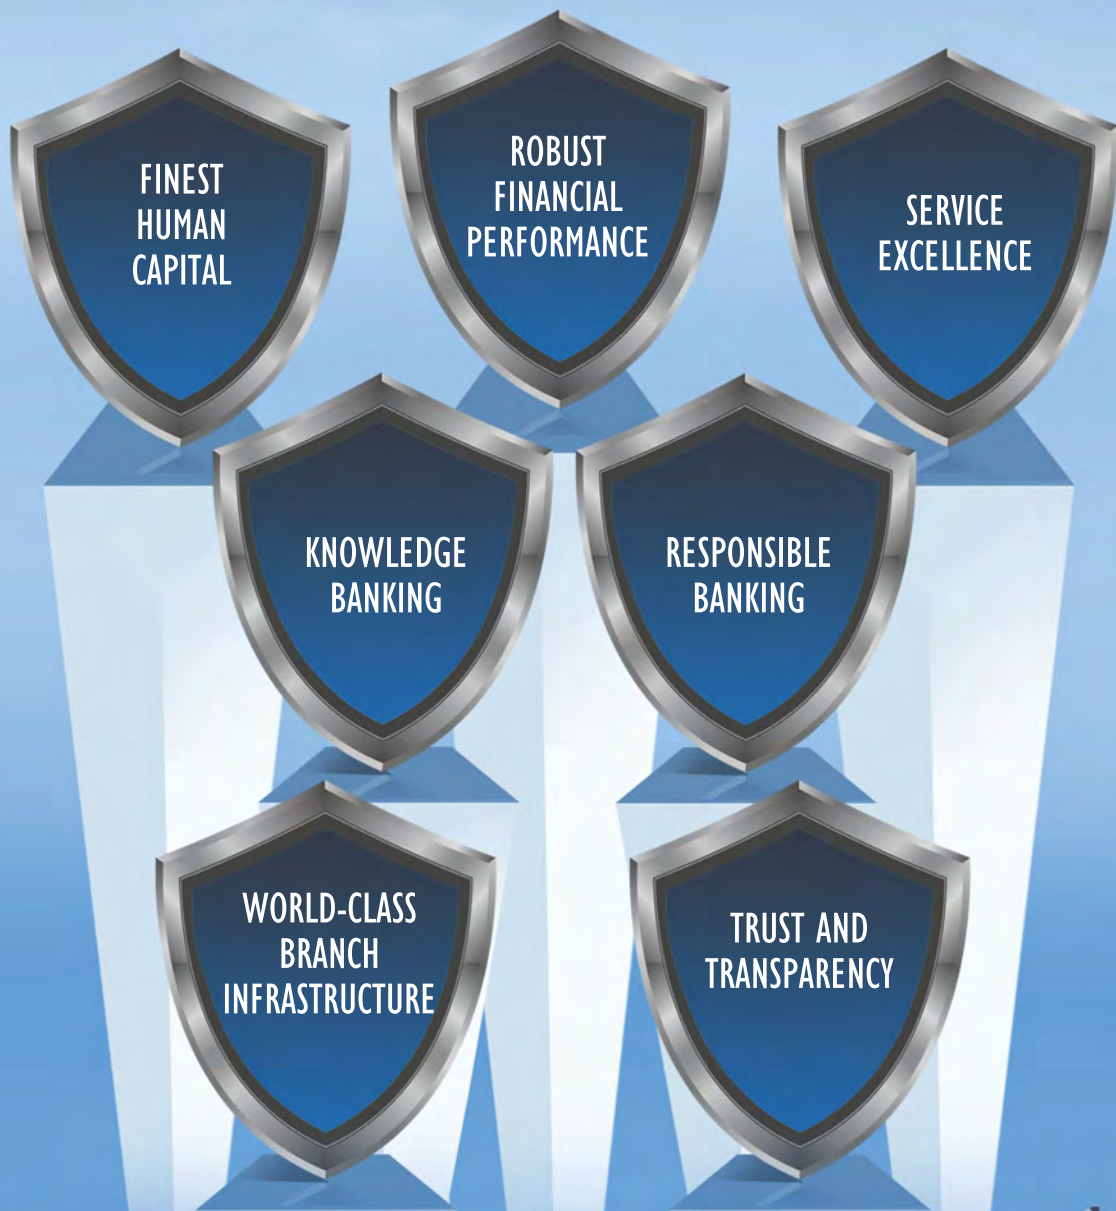 FINEST
HUMAN
CAPITAL
ROBUST
FINANCIAL
PERFORMANCE
SERVICE
EXCELLENCE
KNOWLEDGE
BANKING
RESPONSIBLE
BANKING
WORLD-CLASS
BRANCH
INFRASTRUCTURE
TRUST AND
TRANSPARENCY